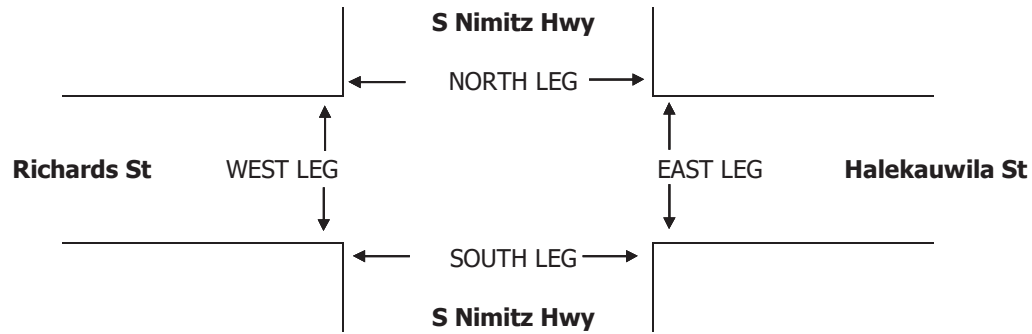 S Nimitz Hwy
NORTH LEG
Richards St WEST LEG EAST LEG Halekauwila St
SOUTH LEG
S Nimitz Hwy